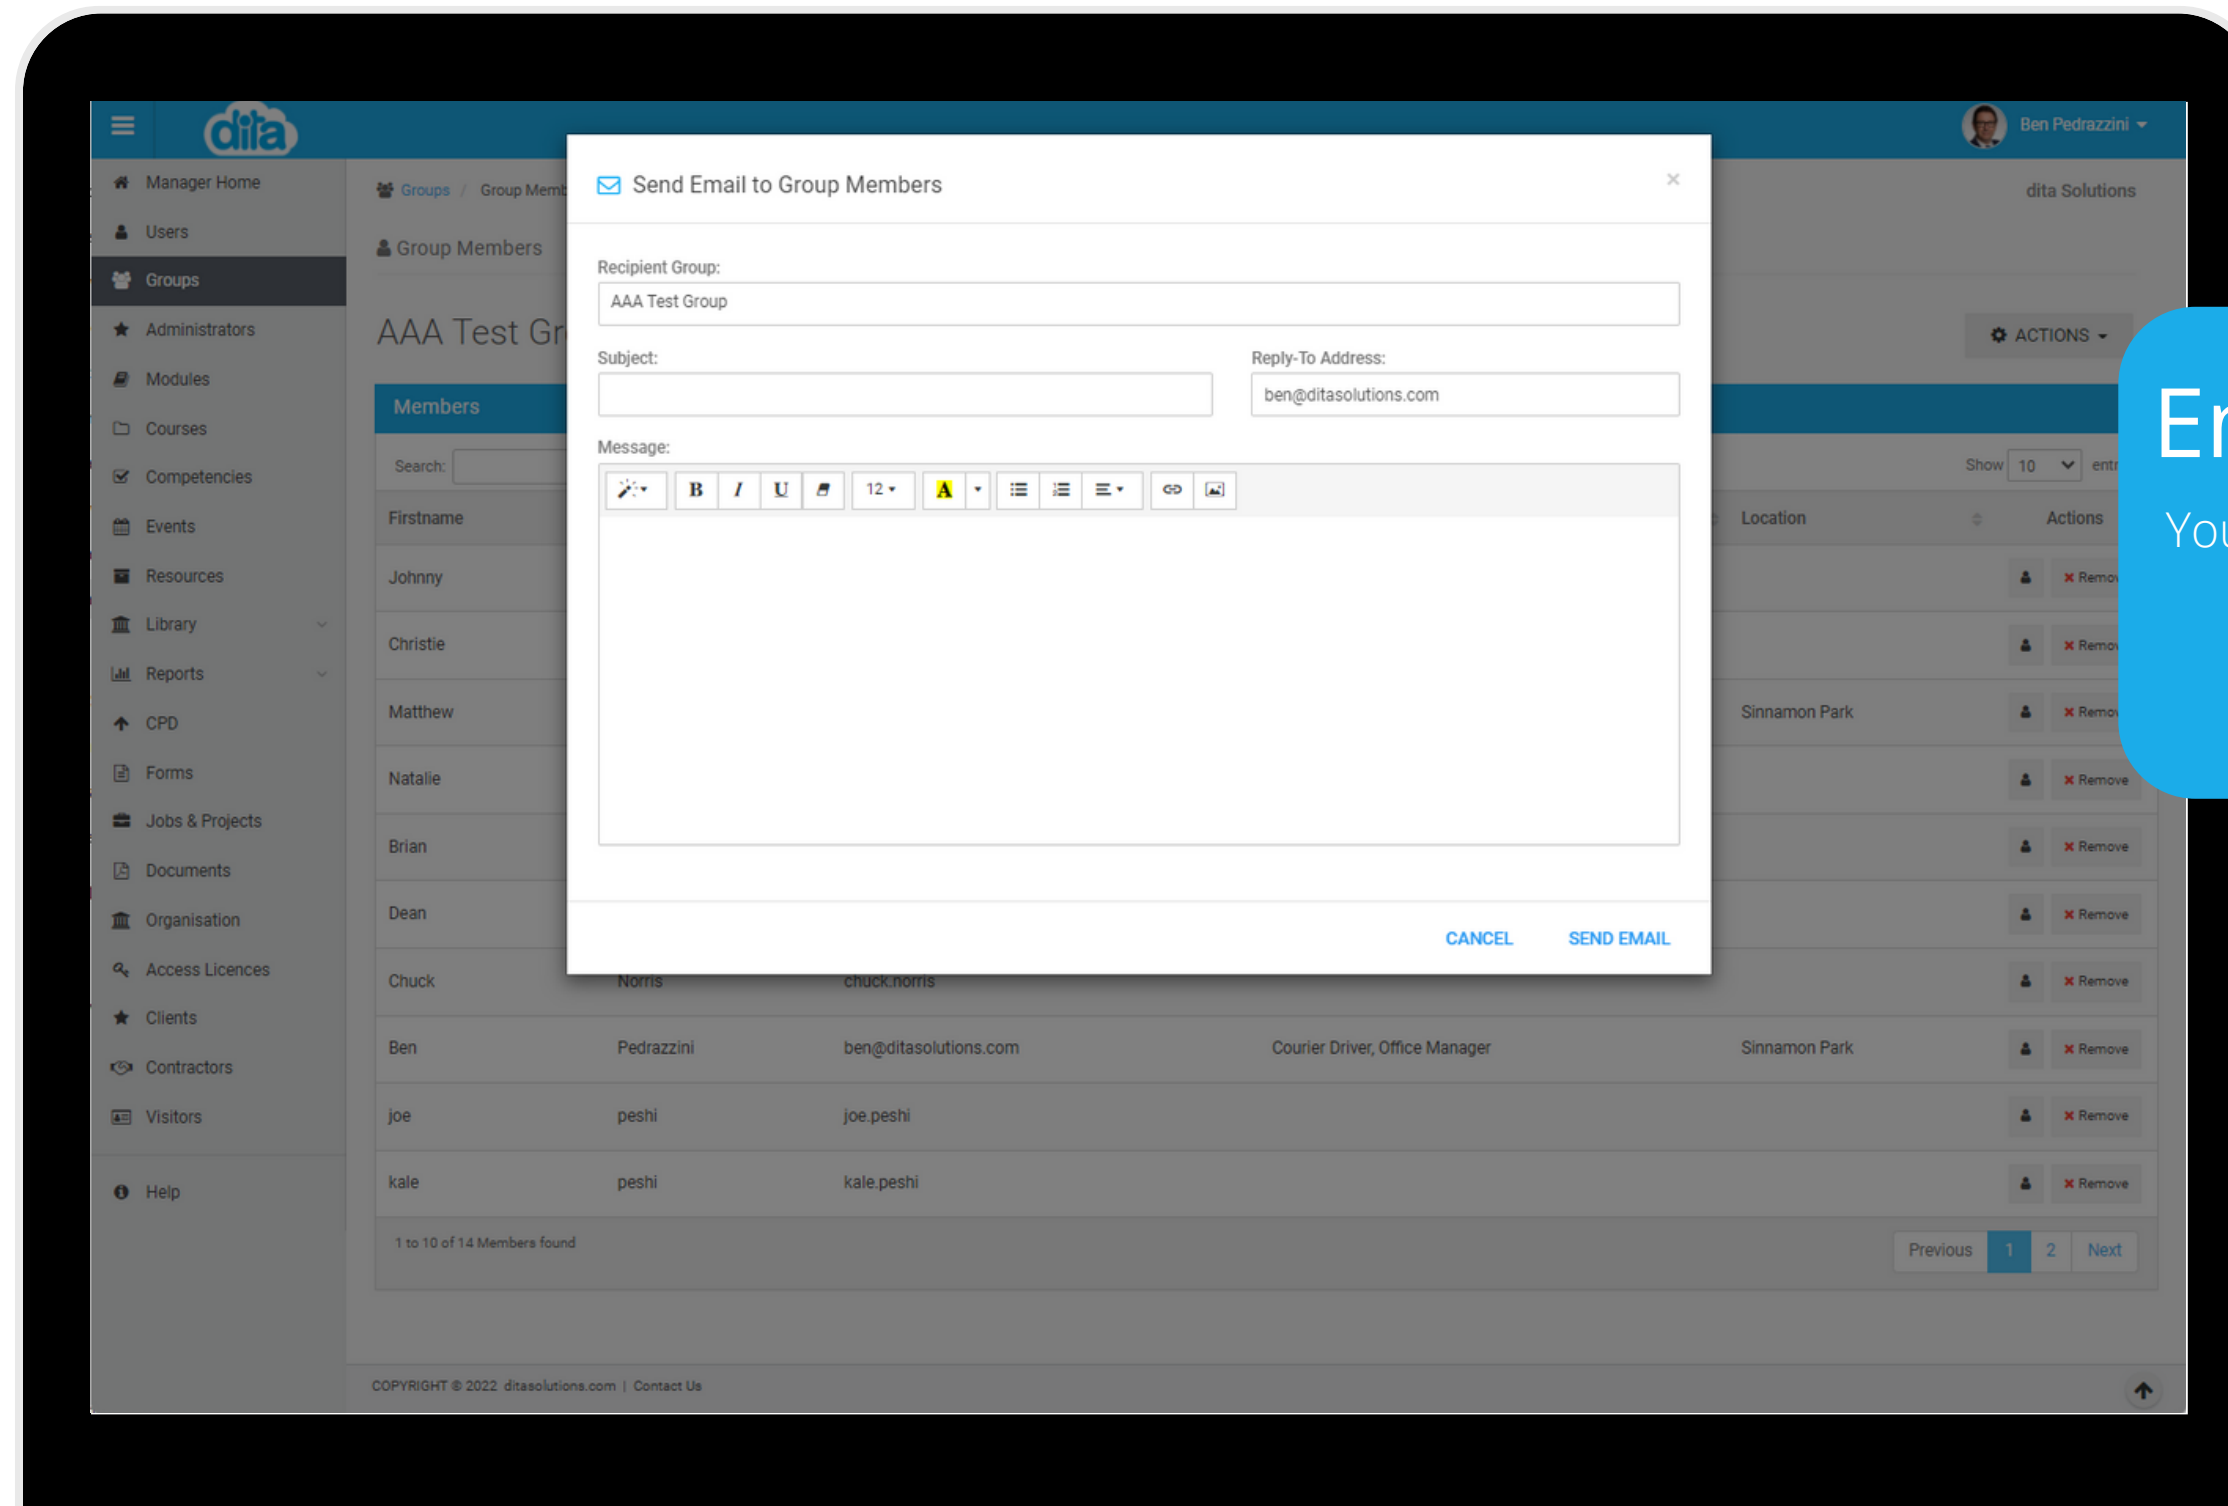 dita
Ben Pedrazzini
Manager Home
Users
Groups
Administrators
Modules
Courses
Competencies
Events
Resources
Library
Reports
CPD
Forms
Jobs & Projects
Documents
Organisation
Access Licences
Clients
Contractors
Visitors
Help
Groups / Group
dita Solutions
Group Members
AAA Test
ACTIONS
Members
Search:
Show 10
Firstname Location Actions
Johnny
Christie
Matthew Sinnamon Park
Natalie Remove
Brian Remove
Dean Remove
Chuck Norris chuck.norris Remove
Ben Pedrazzini ben@ditasolutions.com Courier Driver, Office Manager Sinnamon Park Remove
joe peshi joe.peshi Remove
kale peshi kale.peshi Remove
1 to 10 of 14 Members found
Previous 1 2 Next
COPYRIGHT © 2022 ditasolutions.com | Contact Us
Send Email to Group Members ×
Recipient Group:
AAA Test Group
Subject: Reply-To Address:
ben@ditasolutions.com
Message:
B I U 12 A
CANCEL SEND EMAIL